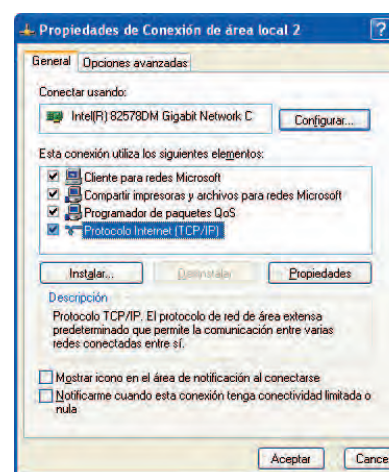 Propiedades de Conexión de área local 2 ?
General Opciones avanzadas
Conectar usando:
Intel(R) 82578DM Gigabit Network C Configurar...
Esta conexión utiliza los siguientes elementos:
Cliente para redes Microsoft
Compartir impresoras y archivos para redes Microsoft
Programador de paquetes QoS
Protocolo Internet (TCP/IP)
Instalar... Desinstalar Propiedades
Descripción
Protocolo TCP/IP. El protocolo de red de área extensa
predeterminado que permite la comunicación entre varias
redes conectadas entre sí.
Mostrar icono en el área de notificación al conectarse
Notificarme cuando esta conexión tenga conectividad limitada o
nula
Aceptar Cance